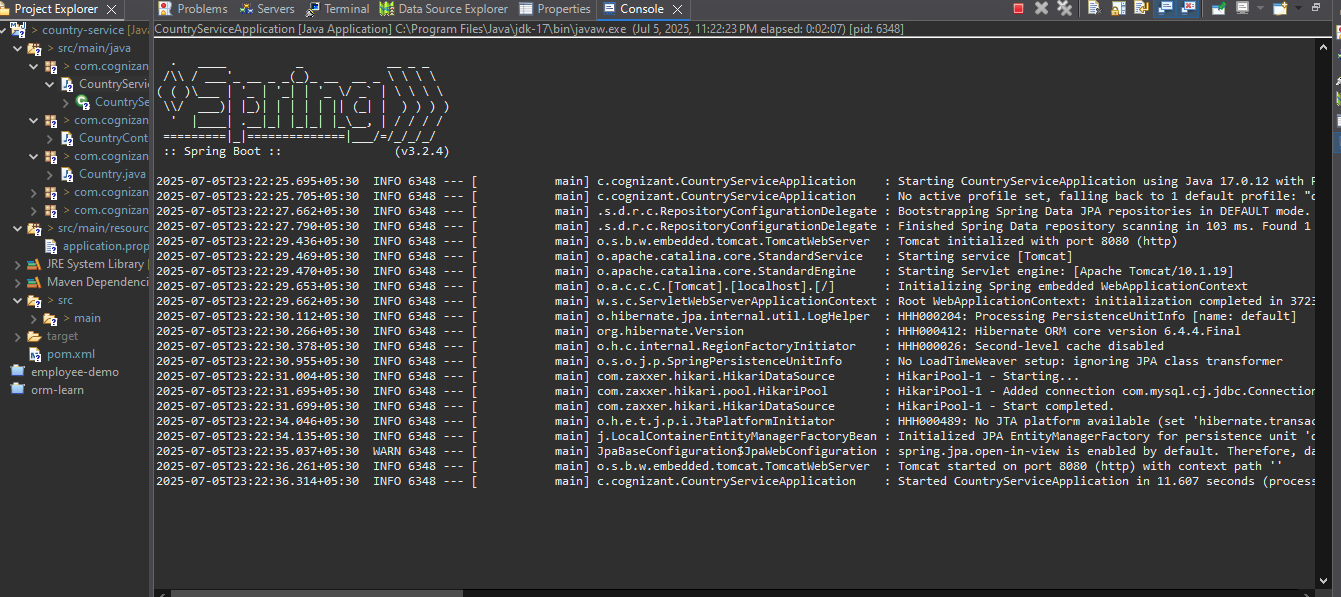 Project Explorer
Problems Servers Terminal Data Source Explorer Properties Console
CountryServiceApplication [Java Application] C:\Program Files\Java\jdk-17\bin\javaw.exe (Jul 5, 2025, 11:22:23 PM elapsed: 0:02:07) [pid: 6348]
> country-service [Java
> src/main/java
> com.cognizan
CountryServi
CountrySe
> com.cognizan
> CountryCont
> com.cognizan
> Country.java
> com.cognizan
> com.cognizan
> src/main/resourc
application.prop
JRE System Library
Maven Dependenci
> src
> main
target
pom.xml
employee-demo
orm-learn
:: Spring Boot :: (v3.2.4)
2025-07-05T23:22:25.695+05:30 INFO 6348 --- [ main] c.cognizant.CountryServiceApplication : Starting CountryServiceApplication using Java 17.0.12 with P
2025-07-05T23:22:25.705+05:30 INFO 6348 --- [ main] c.cognizant.CountryServiceApplication : No active profile set, falling back to 1 default profile: "d
2025-07-05T23:22:27.662+05:30 INFO 6348 --- [ main] .s.d.r.c.RepositoryConfigurationDelegate : Bootstrapping Spring Data JPA repositories in DEFAULT mode.
2025-07-05T23:22:27.790+05:30 INFO 6348 --- [ main] .s.d.r.c.RepositoryConfigurationDelegate : Finished Spring Data repository scanning in 103 ms. Found 1
2025-07-05T23:22:29.436+05:30 INFO 6348 --- [ main] o.s.b.w.embedded.tomcat.TomcatWebServer : Tomcat initialized with port 8080 (http)
2025-07-05T23:22:29.469+05:30 INFO 6348 --- [ main] o.apache.catalina.core.StandardService : Starting service [Tomcat]
2025-07-05T23:22:29.470+05:30 INFO 6348 --- [ main] o.apache.catalina.core.StandardEngine : Starting Servlet engine: [Apache Tomcat/10.1.19]
2025-07-05T23:22:29.653+05:30 INFO 6348 --- [ main] o.a.c.c.C.[Tomcat].[localhost].[/] : Initializing Spring embedded WebApplicationContext
2025-07-05T23:22:29.658+05:30 INFO 6348 --- [ main] w.s.c.ServletWebServerApplicationContext : Root WebApplicationContext: initialization completed in 3723
2025-07-05T23:22:30.112+05:30 INFO 6348 --- [ main] o.hibernate.jpa.internal.util.LogHelper : HHH000204: Processing PersistenceUnitInfo [name: default]
2025-07-05T23:22:30.266+05:30 INFO 6348 --- [ main] org.hibernate.Version : HHH000412: Hibernate ORM core version 6.4.4.Final
2025-07-05T23:22:30.378+05:30 INFO 6348 --- [ main] o.h.c.internal.RegionFactoryInitiator : HHH000026: Second-level cache disabled
2025-07-05T23:22:30.955+05:30 INFO 6348 --- [ main] o.s.o.j.p.SpringPersistenceUnitInfo : No LoadTimeWeaver setup: ignoring JPA class transformer
2025-07-05T23:22:31.004+05:30 INFO 6348 --- [ main] com.zaxxer.hikari.HikariDataSource : HikariPool-1 - Starting...
2025-07-05T23:22:31.695+05:30 INFO 6348 --- [ main] com.zaxxer.hikari.pool.HikariPool : HikariPool-1 - Added connection com.mysql.cj.jdbc.Connection
2025-07-05T23:22:31.699+05:30 INFO 6348 --- [ main] com.zaxxer.hikari.HikariDataSource : HikariPool-1 - Start completed.
2025-07-05T23:22:34.046+05:30 INFO 6348 --- [ main] o.h.e.t.j.p.i.JtaPlatformInitiator : HHH000489: No JTA platform available (set 'hibernate.transac
2025-07-05T23:22:34.135+05:30 INFO 6348 --- [ main] j.LocalContainerEntityManagerFactoryBean : Initialized JPA EntityManagerFactory for persistence unit 'd
2025-07-05T23:22:35.037+05:30 WARN 6348 --- [ main] JpaBaseConfiguration$JpaWebConfiguration : spring.jpa.open-in-view is enabled by default. Therefore, da
2025-07-05T23:22:36.261+05:30 INFO 6348 --- [ main] o.s.b.w.embedded.tomcat.TomcatWebServer : Tomcat started on port 8080 (http) with context path ''
2025-07-05T23:22:36.314+05:30 INFO 6348 --- [ main] c.cognizant.CountryServiceApplication : Started CountryServiceApplication in 11.607 seconds (process